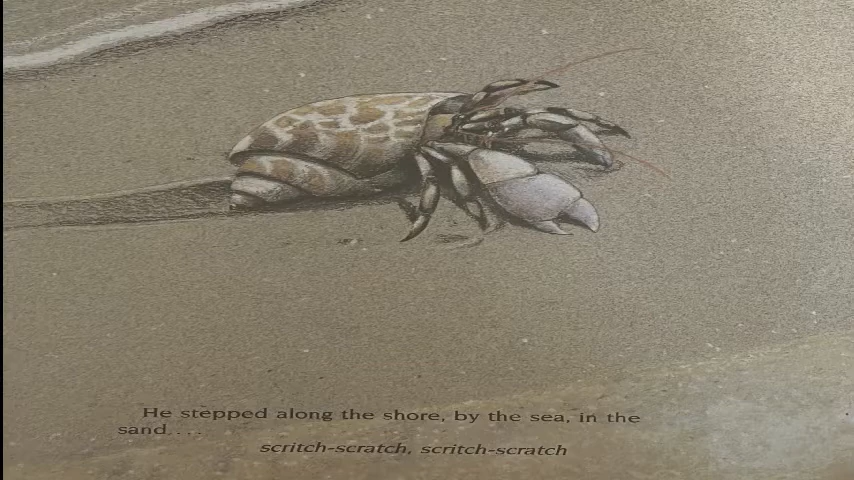 He stepped along the shore, by the sea, in the
sand....
scritch-scratch, scritch-scratch